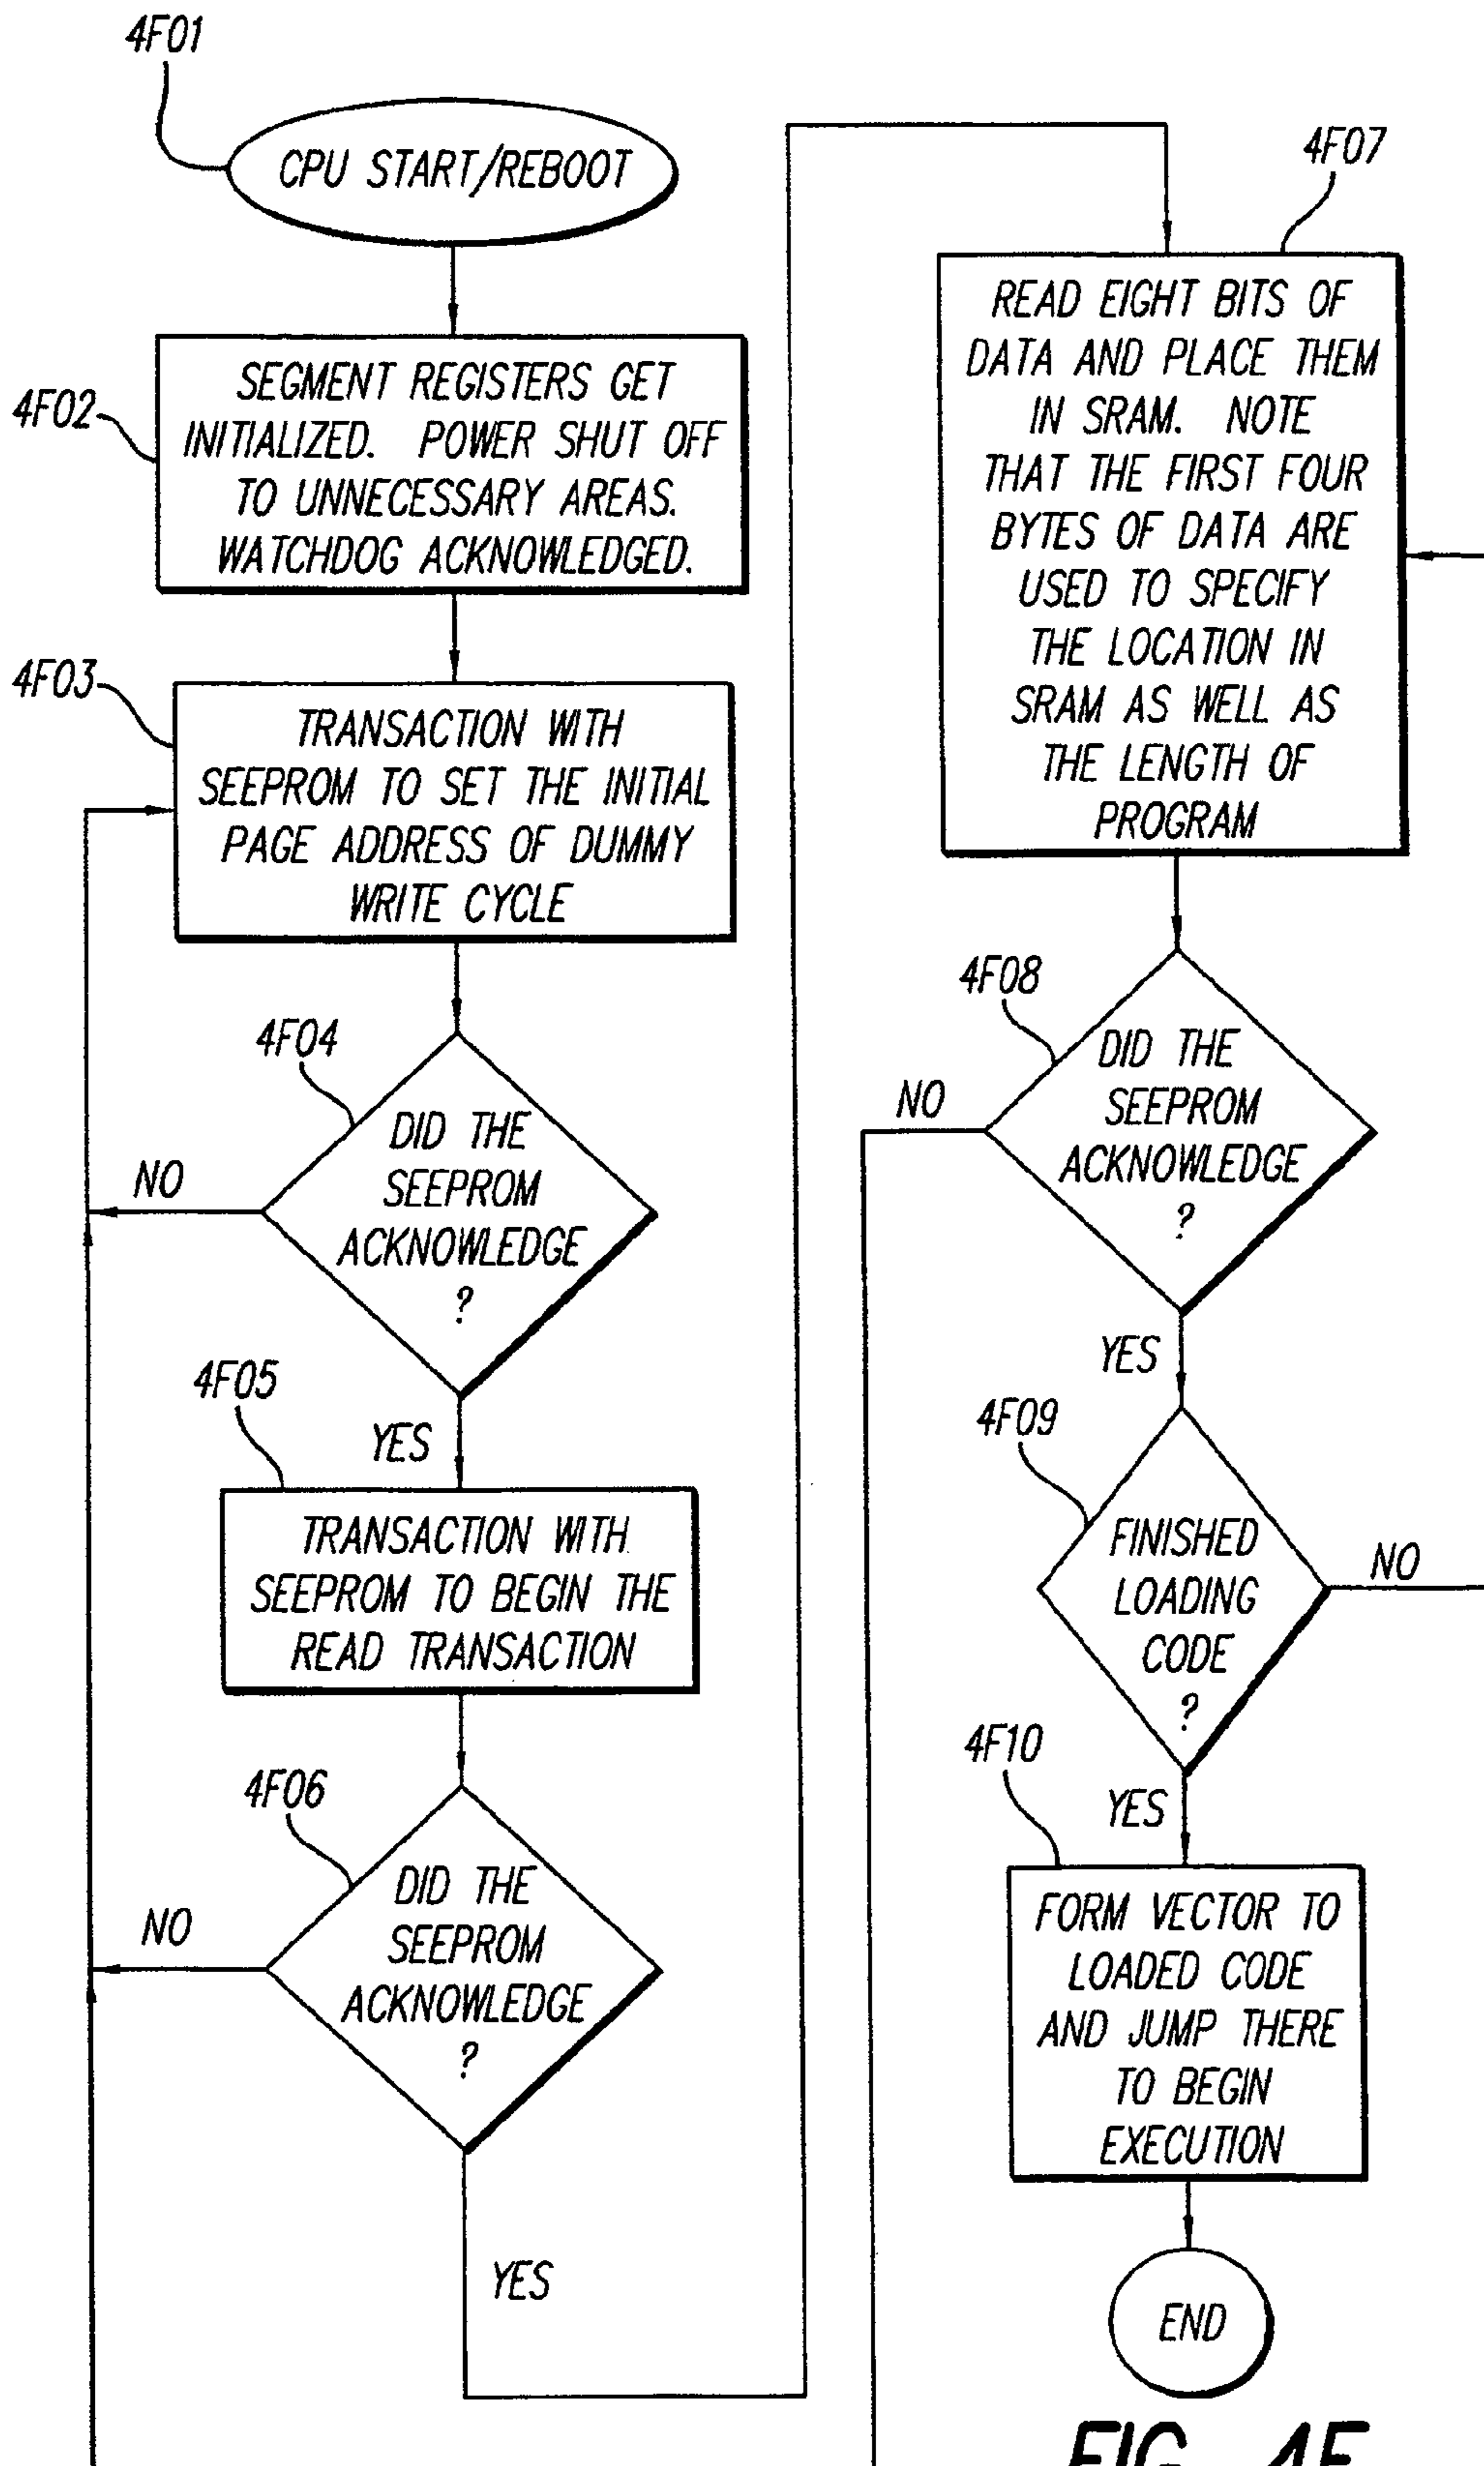 4F01
CPU START/REBOOT
4F02
SEGMENT REGISTERS GET
INITIALIZED. POWER SHUT OFF
TO UNNECESSARY AREAS.
WATCHDOG ACKNOWLEDGED.
4F03
TRANSACTION WITH
SEEPROM TO SET THE INITIAL
PAGE ADDRESS OF DUMMY
WRITE CYCLE
4F04
DID THE
SEEPROM
ACKNOWLEDGE
?
NO
YES
4F05
TRANSACTION WITH
SEEPROM TO BEGIN THE
READ TRANSACTION
4F06
DID THE
SEEPROM
ACKNOWLEDGE
?
NO
YES
4F07
READ EIGHT BITS OF
DATA AND PLACE THEM
IN SRAM. NOTE
THAT THE FIRST FOUR
BYTES OF DATA ARE
USED TO SPECIFY
THE LOCATION IN
SRAM AS WELL AS
THE LENGTH OF
PROGRAM
4F08
DID THE
SEEPROM
ACKNOWLEDGE
?
NO
YES
4F09
FINISHED
LOADING
CODE
?
NO
YES
4F10
FORM VECTOR TO
LOADED CODE
AND JUMP THERE
TO BEGIN
EXECUTION
END
FIG. 4F